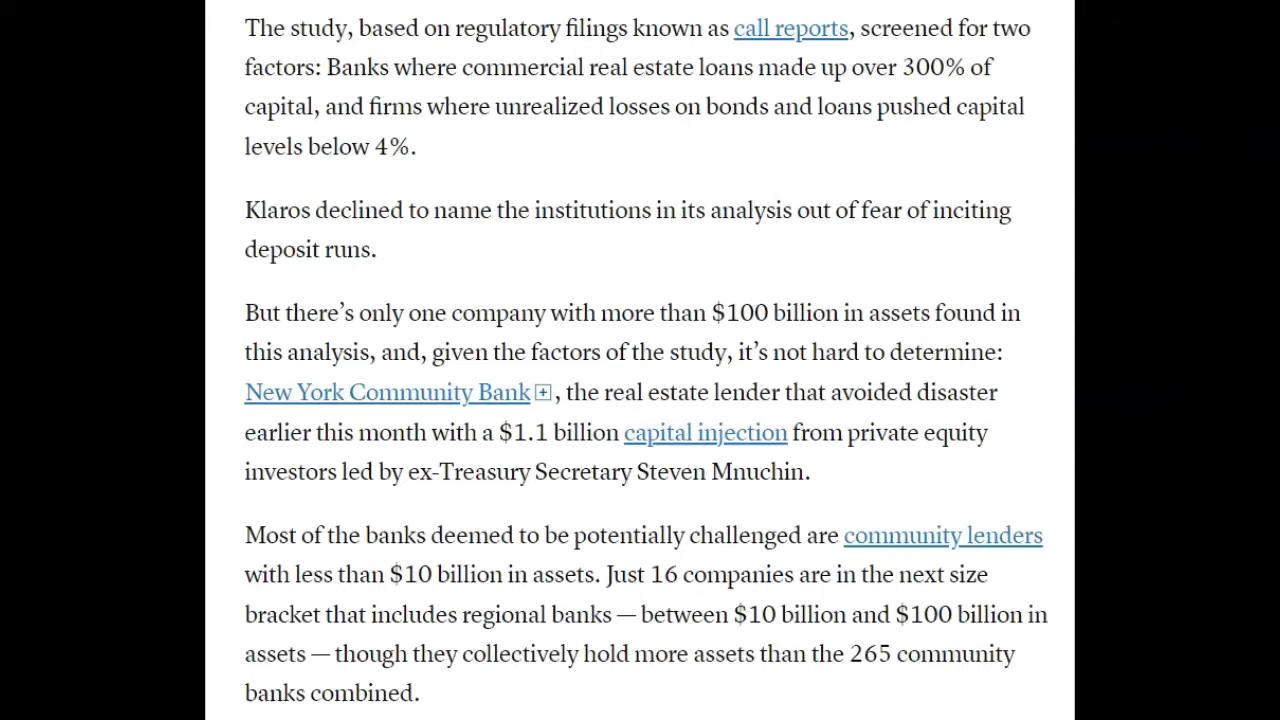 The study, based on regulatory filings known as call reports, screened for two
factors: Banks where commercial real estate loans made up over 300% of
capital, and firms where unrealized losses on bonds and loans pushed capital
levels below 4%.
Klaros declined to name the institutions in its analysis out of fear of inciting
deposit runs.
But there’s only one company with more than $100 billion in assets found in
this analysis, and, given the factors of the study, it’s not hard to determine:
New York Community Bank, the real estate lender that avoided disaster
earlier this month with a $1.1 billion capital injection from private equity
investors led by ex-Treasury Secretary Steven Mnuchin.
Most of the banks deemed to be potentially challenged are community lenders
with less than $10 billion in assets. Just 16 companies are in the next size
bracket that includes regional banks — between $10 billion and $100 billion in
assets — though they collectively hold more assets than the 265 community
banks combined.